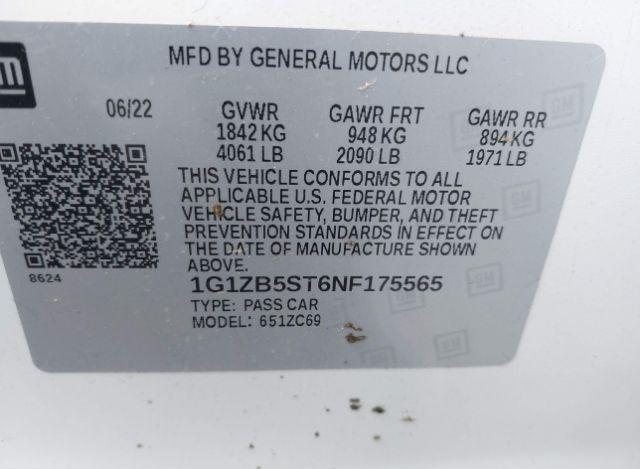 GM
MFD BY GENERAL MOTORS LLC
06/22 GVWR GAWR FRT GAWR RR
1842 KG 948 KG 894 KG
4061 LB 2090 LB 1971 LB
THIS VEHICLE CONFORMS TO ALL
APPLICABLE U.S. FEDERAL MOTOR
VEHICLE SAFETY, BUMPER, AND THEFT
PREVENTION STANDARDS IN EFFECT ON
THE DATE OF MANUFACTURE SHOWN
ABOVE.
8624
1G1ZB5ST6NF175565
TYPE: PASS CAR
MODEL: 651ZC69